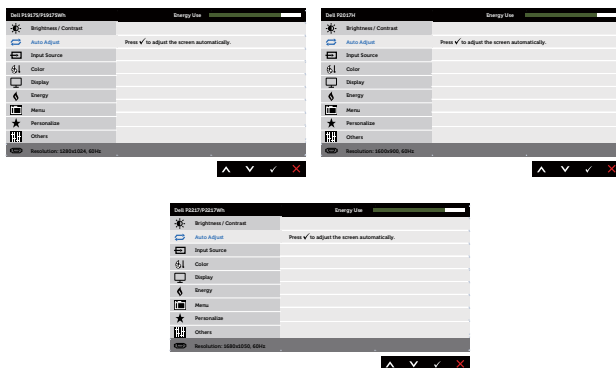 Dell P1917S/P1917SWh Energy Use
Brightness / Contrast
Auto Adjust Press ✓ to adjust the screen automatically.
Input Source
Color
Display
Energy
Menu
Personalize
Others
Resolution: 1280x1024, 60Hz
Dell P2017H Energy Use
Brightness / Contrast
Auto Adjust Press ✓ to adjust the screen automatically.
Input Source
Color
Display
Energy
Menu
Personalize
Others
Resolution: 1600x900, 60Hz
Dell P2217/P2217Wh Energy Use
Brightness / Contrast
Auto Adjust Press ✓ to adjust the screen automatically.
Input Source
Color
Display
Energy
Menu
Personalize
Others
Resolution: 1680x1050, 60Hz